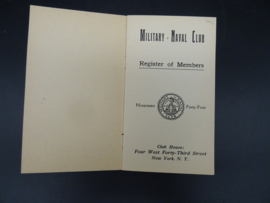 Military - Naval Club
Register of Members
Nineteen Forty-Four
Club House:
Four West Forty-Third Street
New York, N. Y.